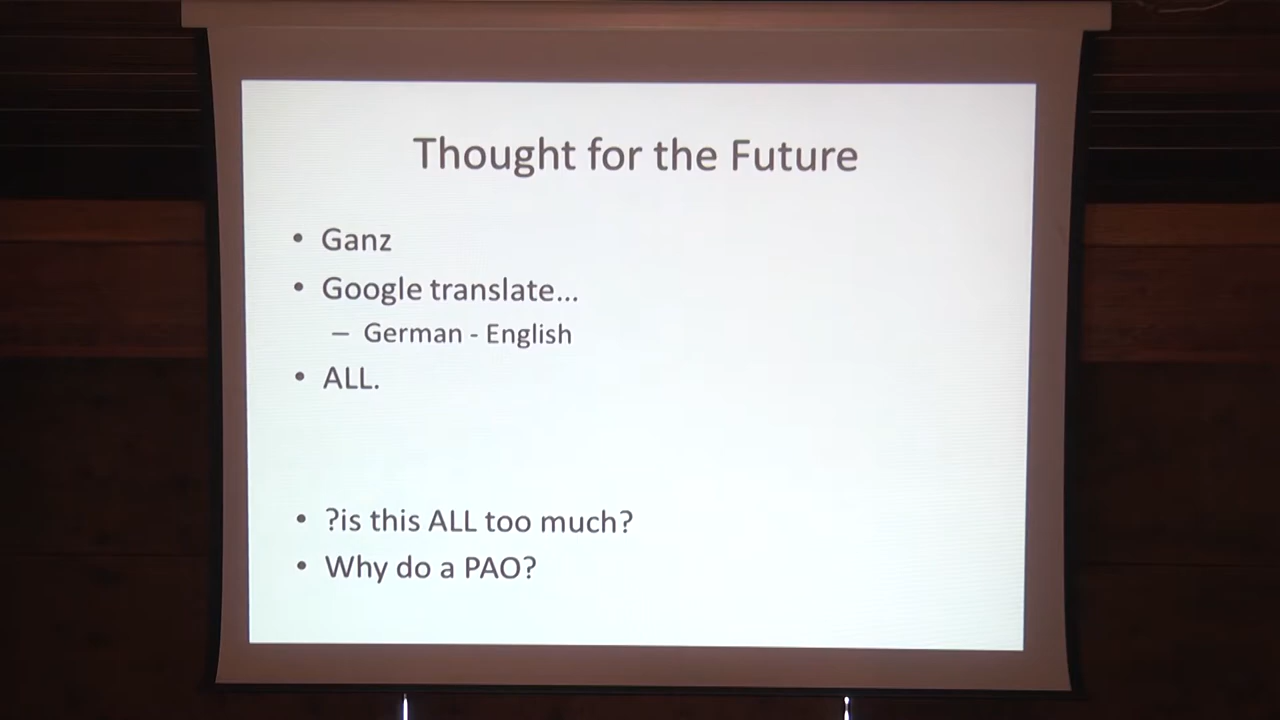 Thought for the Future
• Ganz
• Google translate...
– German - English
• ALL.
• ?is this ALL too much?
• Why do a PAO?